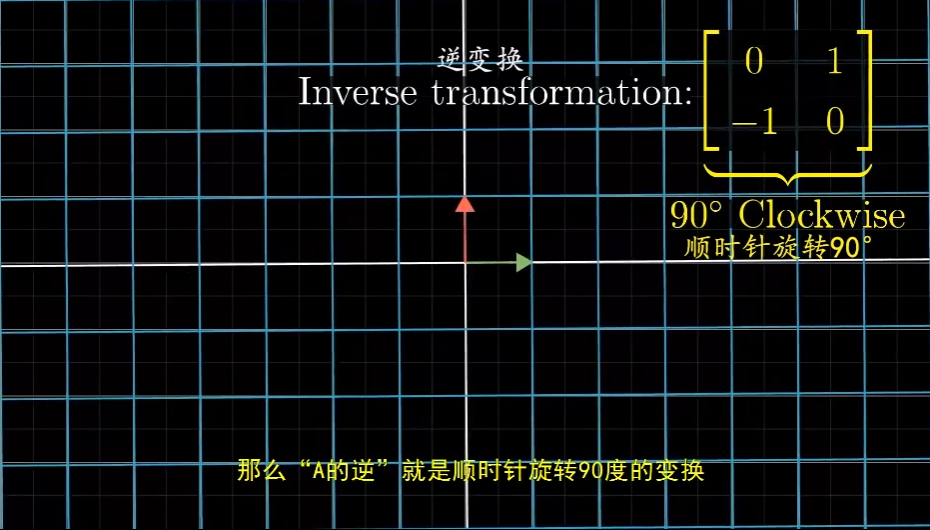 逆变换
Inverse transformation:
0 1
−1 0
90° Clockwise
顺时针旋转90°
那么“A的逆”就是顺时针旋转90度的变换